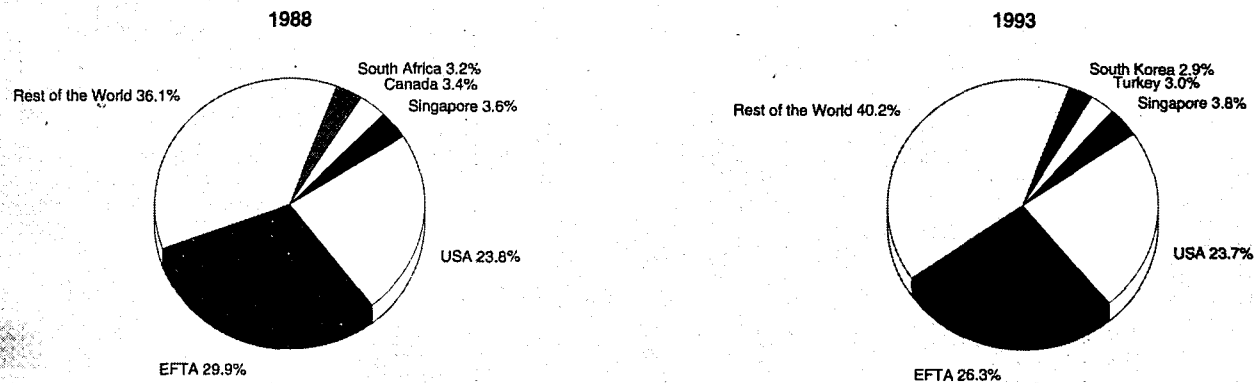 1988
South Africa 3.2%
Canada 3.4%
Singapore 3.6%
Rest of the World 36.1%
USA 23.8%
EFTA 29.9%
1993
South Korea 2.9%
Turkey 3.0%
Singapore 3.8%
Rest of the World 40.2%
USA 23.7%
EFTA 26.3%